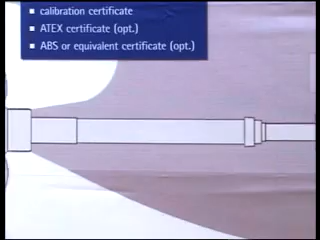 ▪ calibration certificate
▪ ATEX certificate (opt.)
▪ ABS or equivalent certificate (opt.)